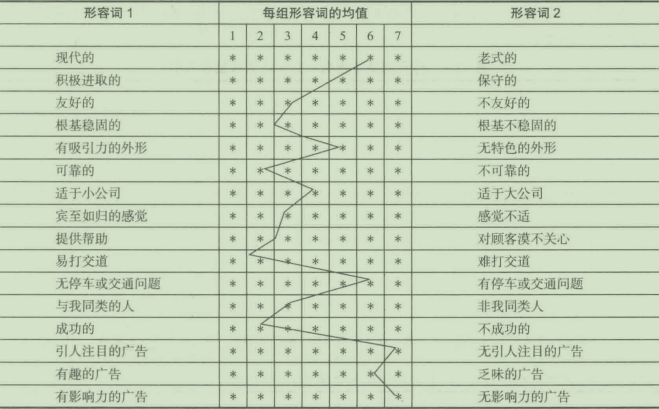 形容词 1 每组形容词的均值 形容词 2
1 2 3 4 5 6 7
现代的 * * * * * * * 老式的
积极进取的 * * * * * * * 保守的
友好的 * * * * * * * 不友好的
根基稳固的 * * * * * * * 根基不稳固的
有吸引力的外形 * * * * * * * 无特色的外形
可靠的 * * * * * * * 不可靠的
适于小公司 * * * * * * * 适于大公司
宾至如归的感觉 * * * * * * * 感觉不适
提供帮助 * * * * * * * 对顾客漠不关心
易打交道 * * * * * * * 难打交道
无停车或交通问题 * * * * * * * 有停车或交通问题
与我同类的人 * * * * * * * 非我同类人
成功的 * * * * * * * 不成功的
引人注目的广告 * * * * * * * 无引人注目的广告
有趣的广告 * * * * * * * 乏味的广告
有影响力的广告 * * * * * * * 无影响力的广告